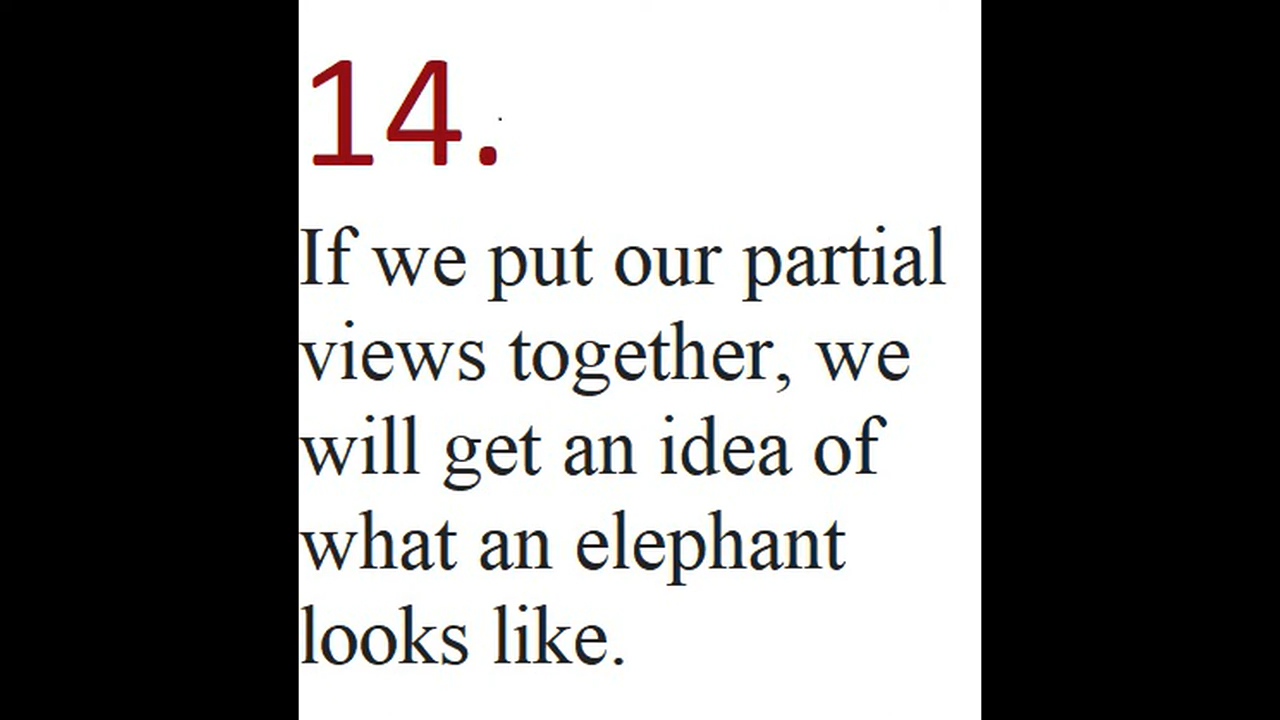 14.
If we put our partial
views together, we
will get an idea of
what an elephant
looks like.